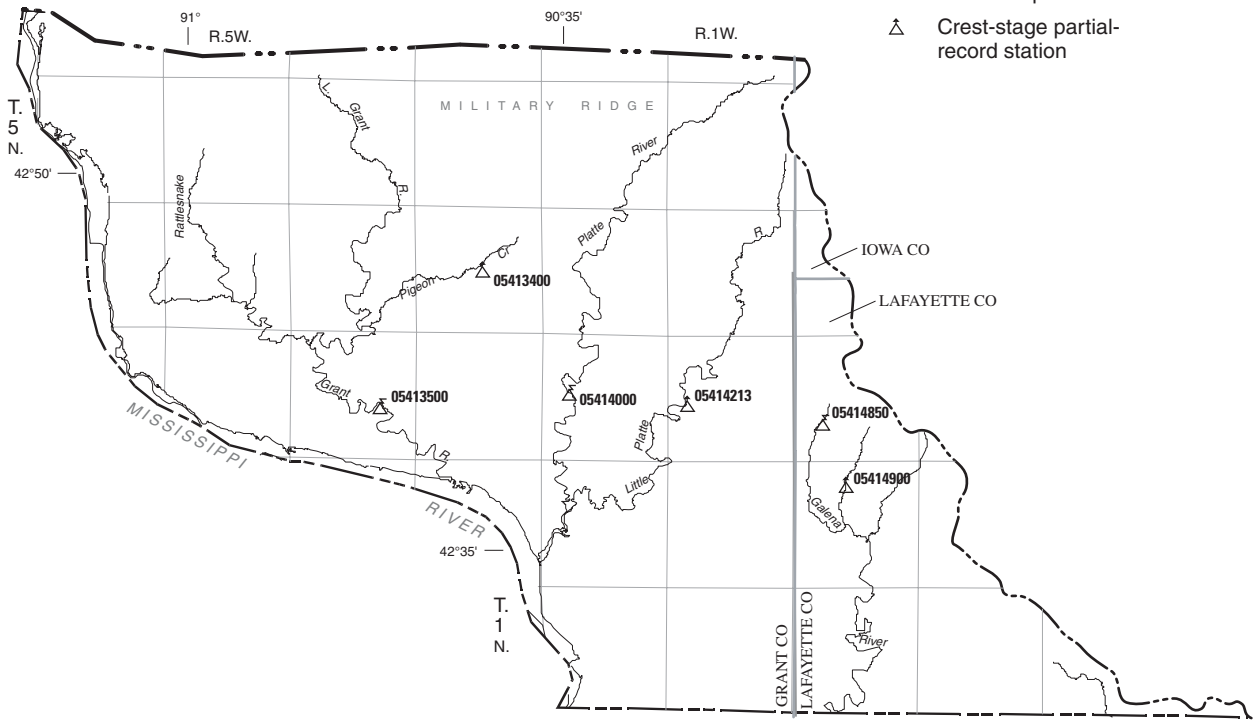 91°
90°35'
R.5W.
R.1W.
Crest-stage partial-
record station
T.
5
N.
42°50'
MILITARY RIDGE
L.
Grant
R.
Rattlesnake
River
Platte
R.
IOWA CO
LAFAYETTE CO
Pigeon
C.
05413400
Grant
05413500
05414000
05414213
05414850
05414900
MISSISSIPPI
RIVER
R.
Platte
Little
Galena
42°35'
T.
1
N.
GRANT CO
LAFAYETTE CO
River